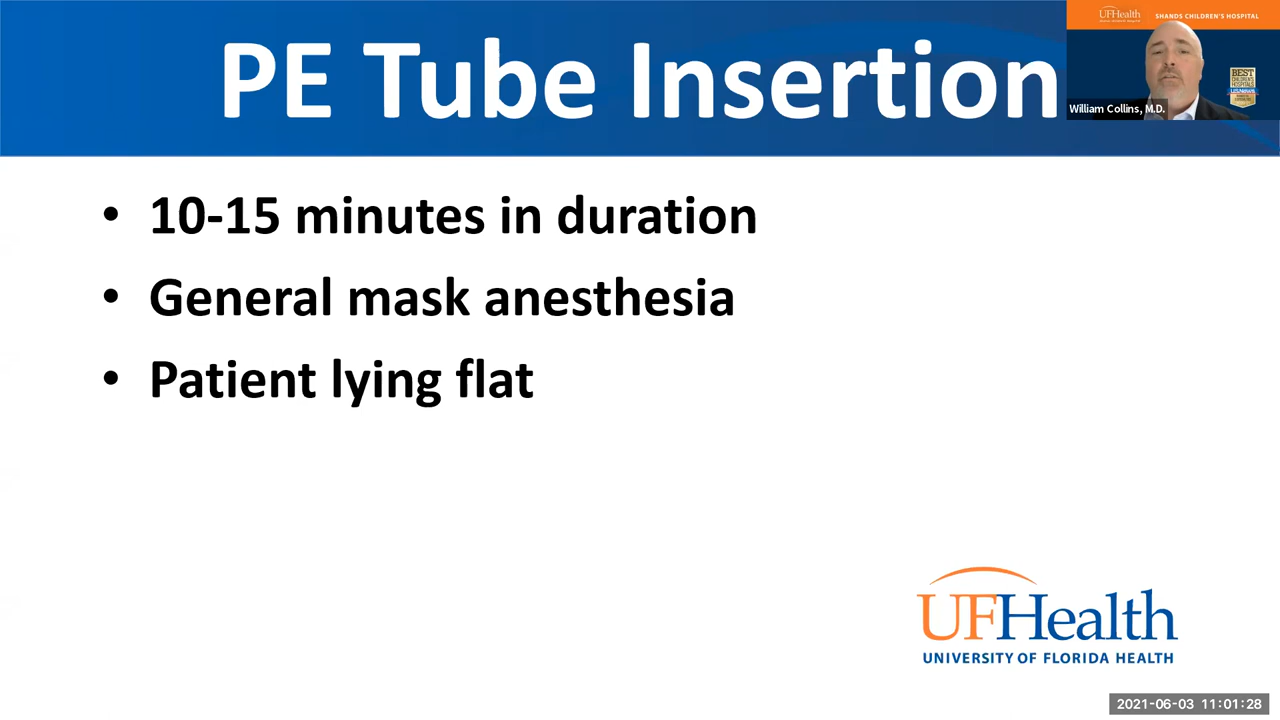 PE Tube Insertion
UFHealth
SHANDS CHILDREN'S HOSPITAL
BEST
William Collins, M.D.
• 10-15 minutes in duration
• General mask anesthesia
• Patient lying flat
UFHealth
UNIVERSITY OF FLORIDA HEALTH
2021-06-03 11:01:28